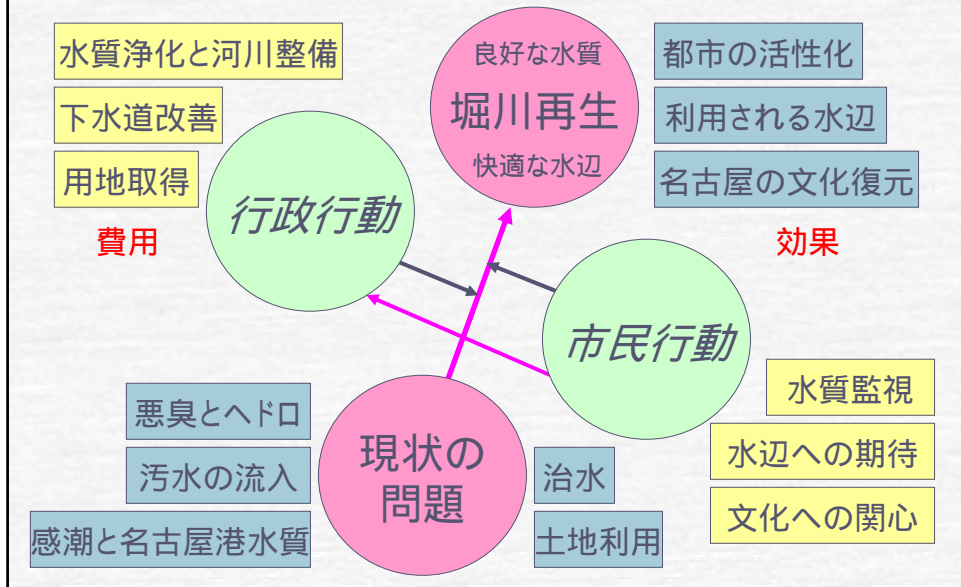 水質浄化と河川整備
下水道改善
用地取得
費用
行政行動
良好な水質
堀川再生
快適な水辺
都市の活性化
利用される水辺
名古屋の文化復元
効果
市民行動
水質監視
水辺への期待
文化への関心
悪臭とヘドロ
汚水の流入
感潮と名古屋港水質
現状の
問題
治水
土地利用